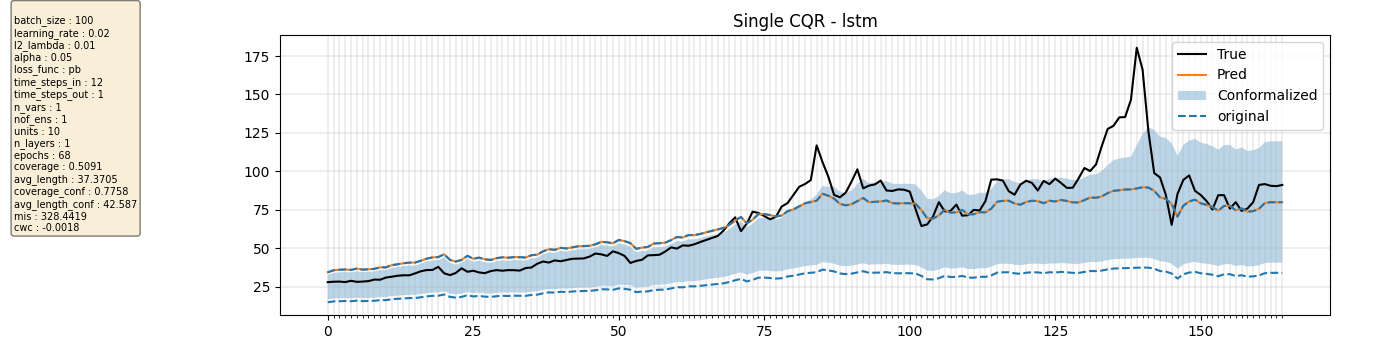 Single CQR - lstm
batch_size : 100
learning_rate : 0.02
l2_lambda : 0.01
alpha : 0.05
loss_func : pb
time_steps_in : 12
time_steps_out : 1
n_vars : 1
nof_ens : 1
units : 10
n_layers : 1
epochs : 68
coverage : 0.5091
avg_length : 37.3705
coverage_conf : 0.7758
avg_length_conf : 42.587
mis : 328.4419
cwc : -0.0018
175
150
125
100
75
50
25
True
Pred
Conformalized
original
0 25 50 75 100 125 150